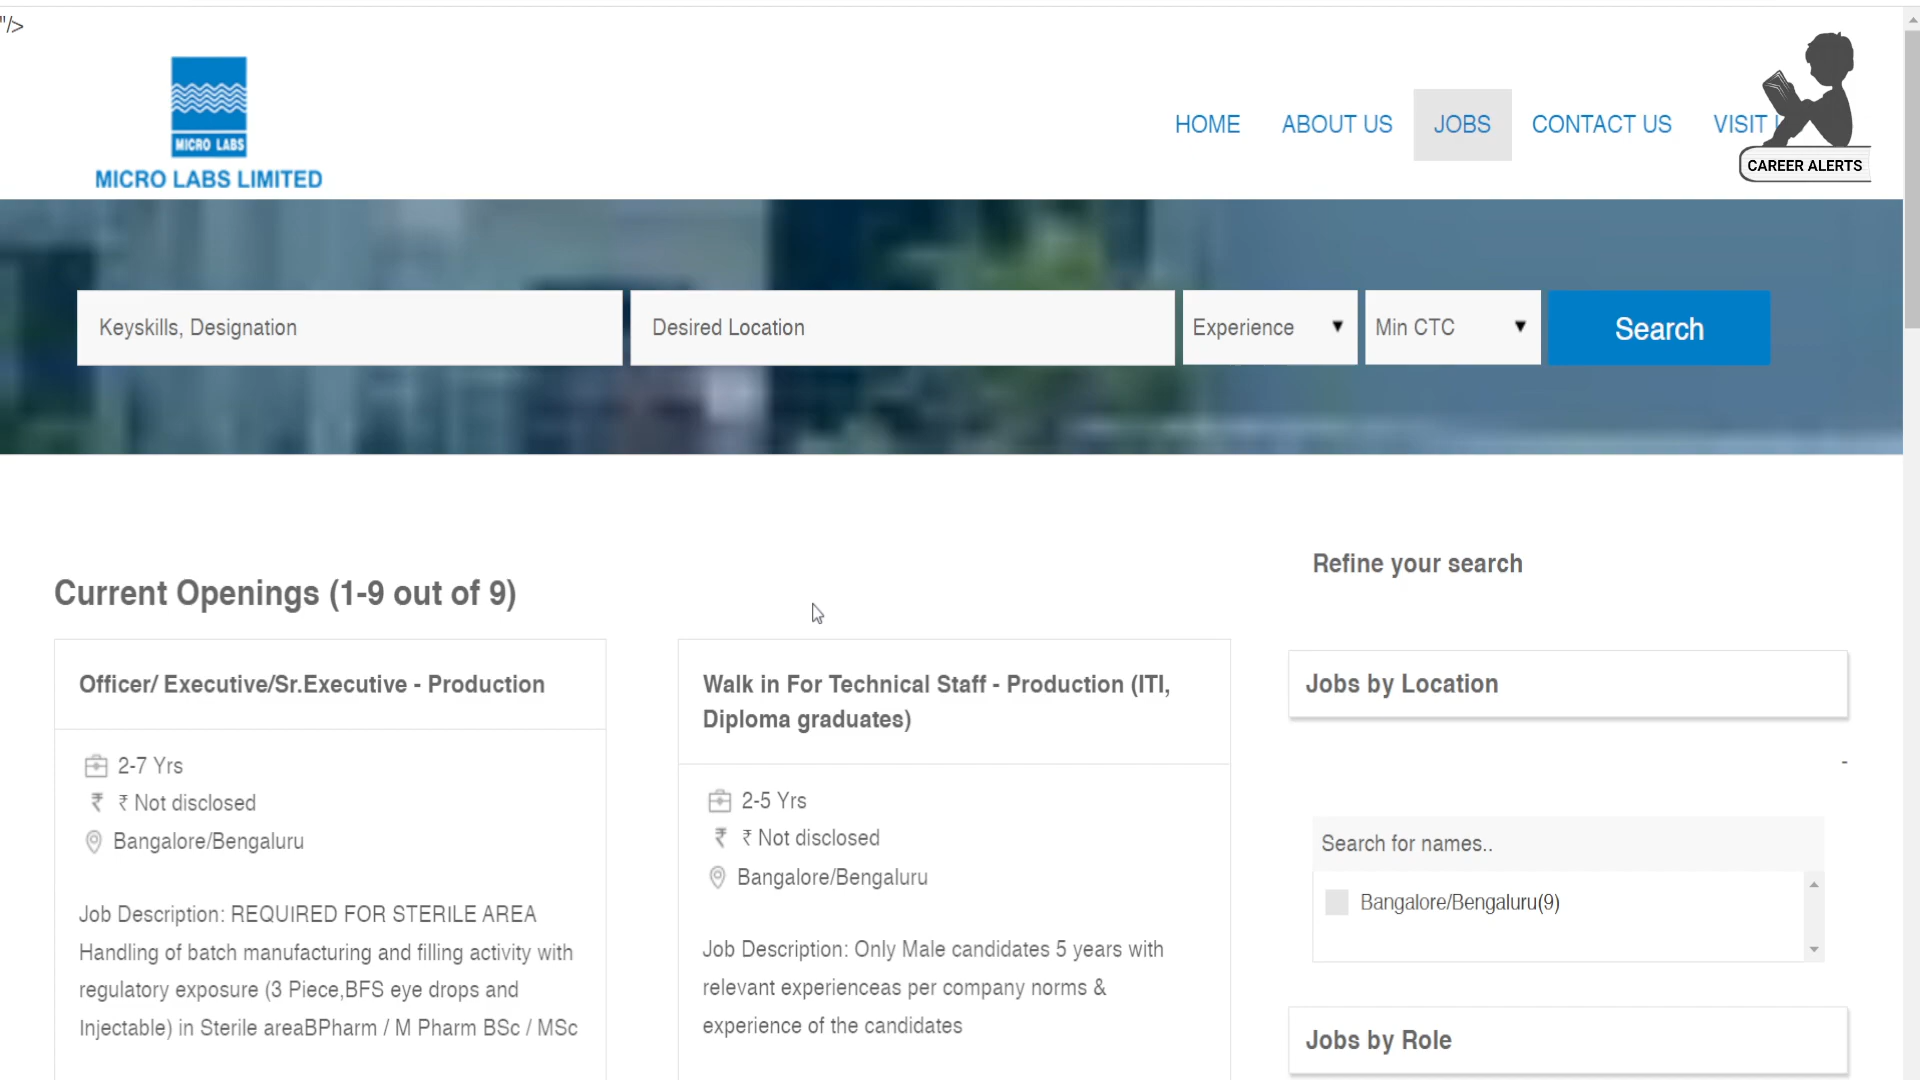 "/>
MICRO LABS
MICRO LABS LIMITED
HOME ABOUT US JOBS CONTACT US VISIT
CAREER ALERTS
Keyskills, Designation Desired Location Experience Min CTC Search
Current Openings (1-9 out of 9)
Officer/ Executive/Sr.Executive - Production
2-7 Yrs
₹ ₹ Not disclosed
Bangalore/Bengaluru
Job Description: REQUIRED FOR STERILE AREA
Handling of batch manufacturing and filling activity with
regulatory exposure (3 Piece,BFS eye drops and
Injectable) in Sterile areaBPharm / M Pharm BSc / MSc
Walk in For Technical Staff - Production (ITI,
Diploma graduates)
2-5 Yrs
₹ ₹ Not disclosed
Bangalore/Bengaluru
Job Description: Only Male candidates 5 years with
relevant experienceas per company norms &
experience of the candidates
Refine your search
Jobs by Location
-
Search for names..
Bangalore/Bengaluru(9)
Jobs by Role